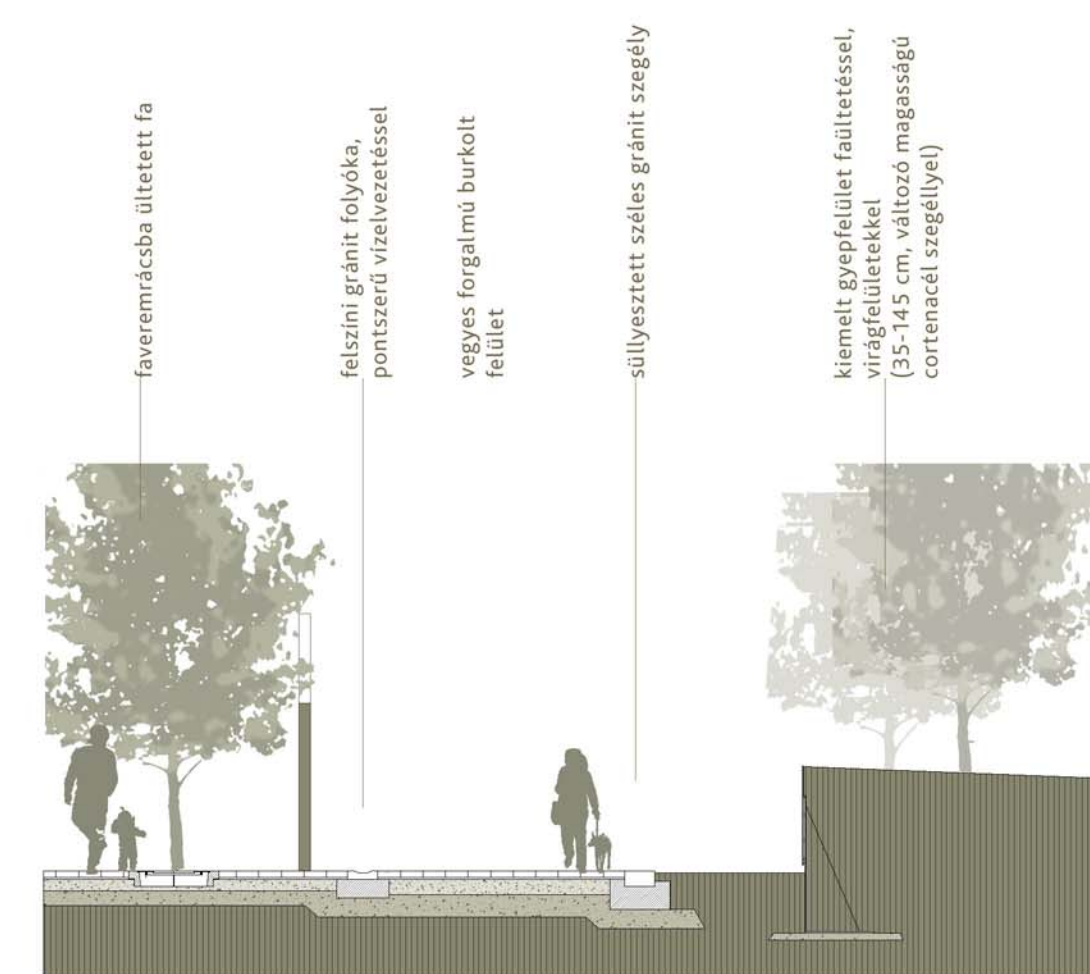 faveremrácsba ültetett fa
felszíni gránit folyóka,
pontszerű vízelvezetéssel
vegyes forgalmú burkolt
felület
süllyesztett széles gránit szegély
kiemelt gyepfelület faültetéssel,
virágfelületekkel
(35-145 cm, változó magasságú
cortenacél szegéllyel)